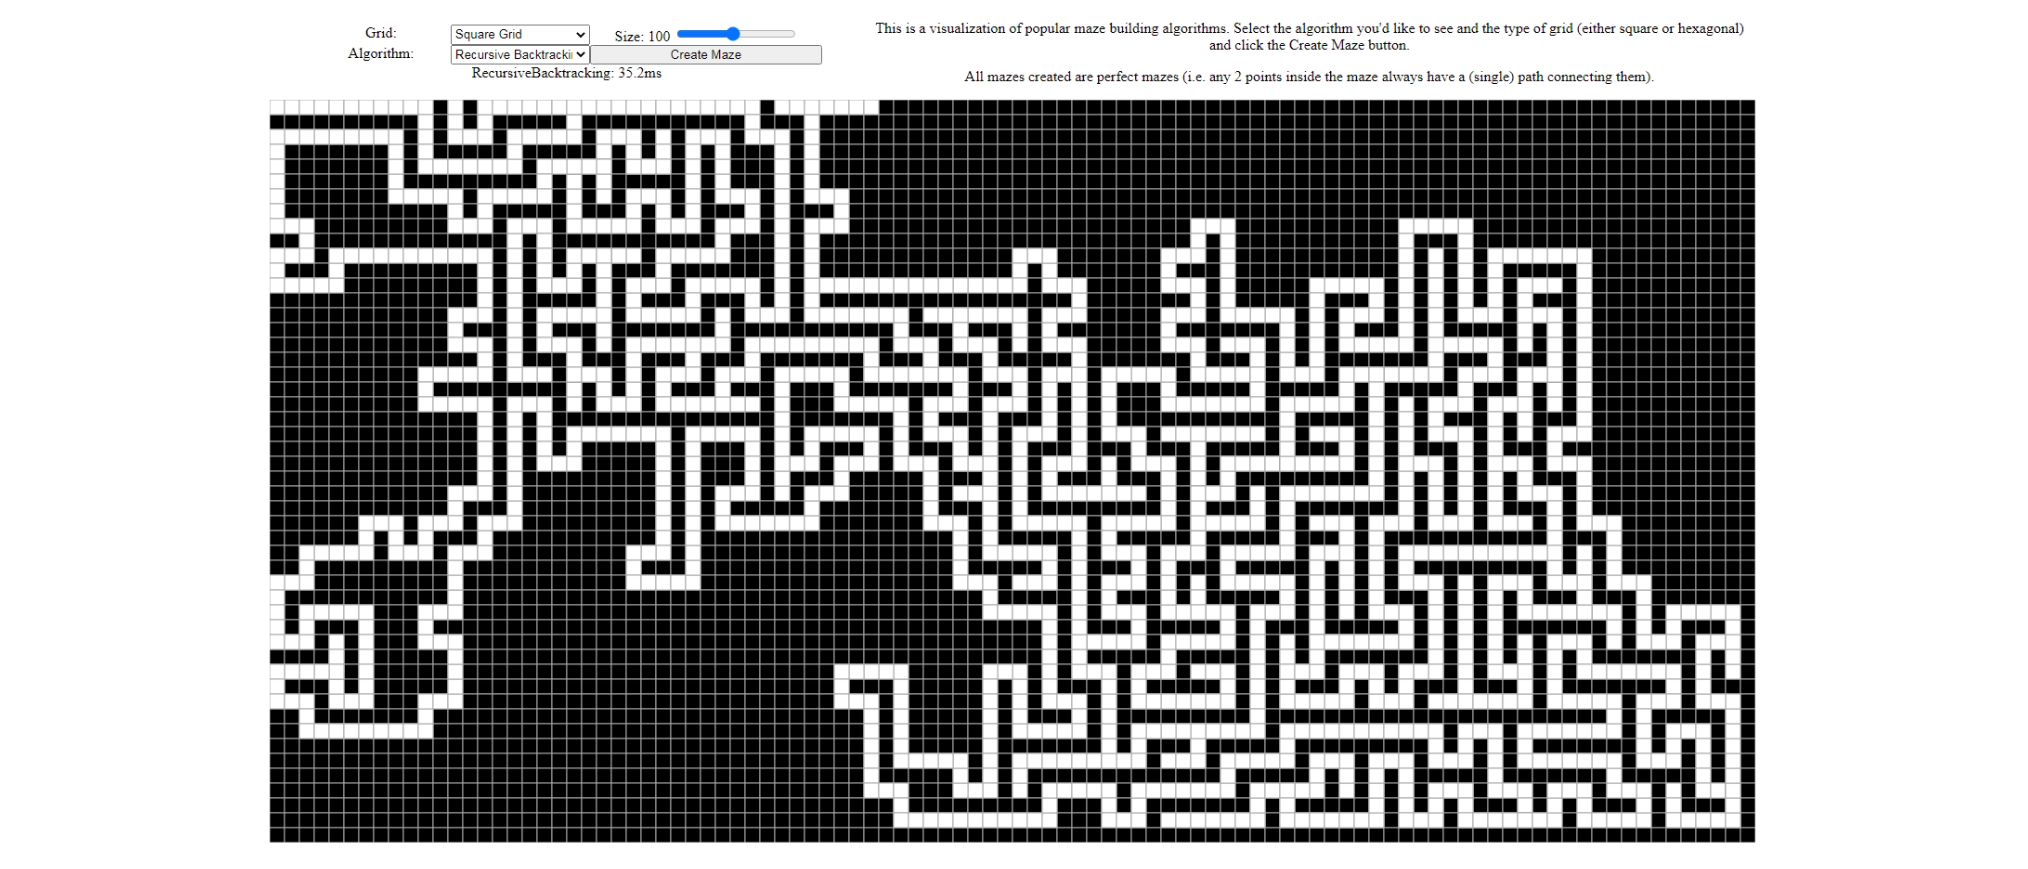 Grid:
Square Grid
Size: 100
Algorithm:
Recursive Backtrackin
Create Maze
RecursiveBacktracking: 35.2ms
This is a visualization of popular maze building algorithms. Select the algorithm you'd like to see and the type of grid (either square or hexagonal)
and click the Create Maze button.
All mazes created are perfect mazes (i.e. any 2 points inside the maze always have a (single) path connecting them).